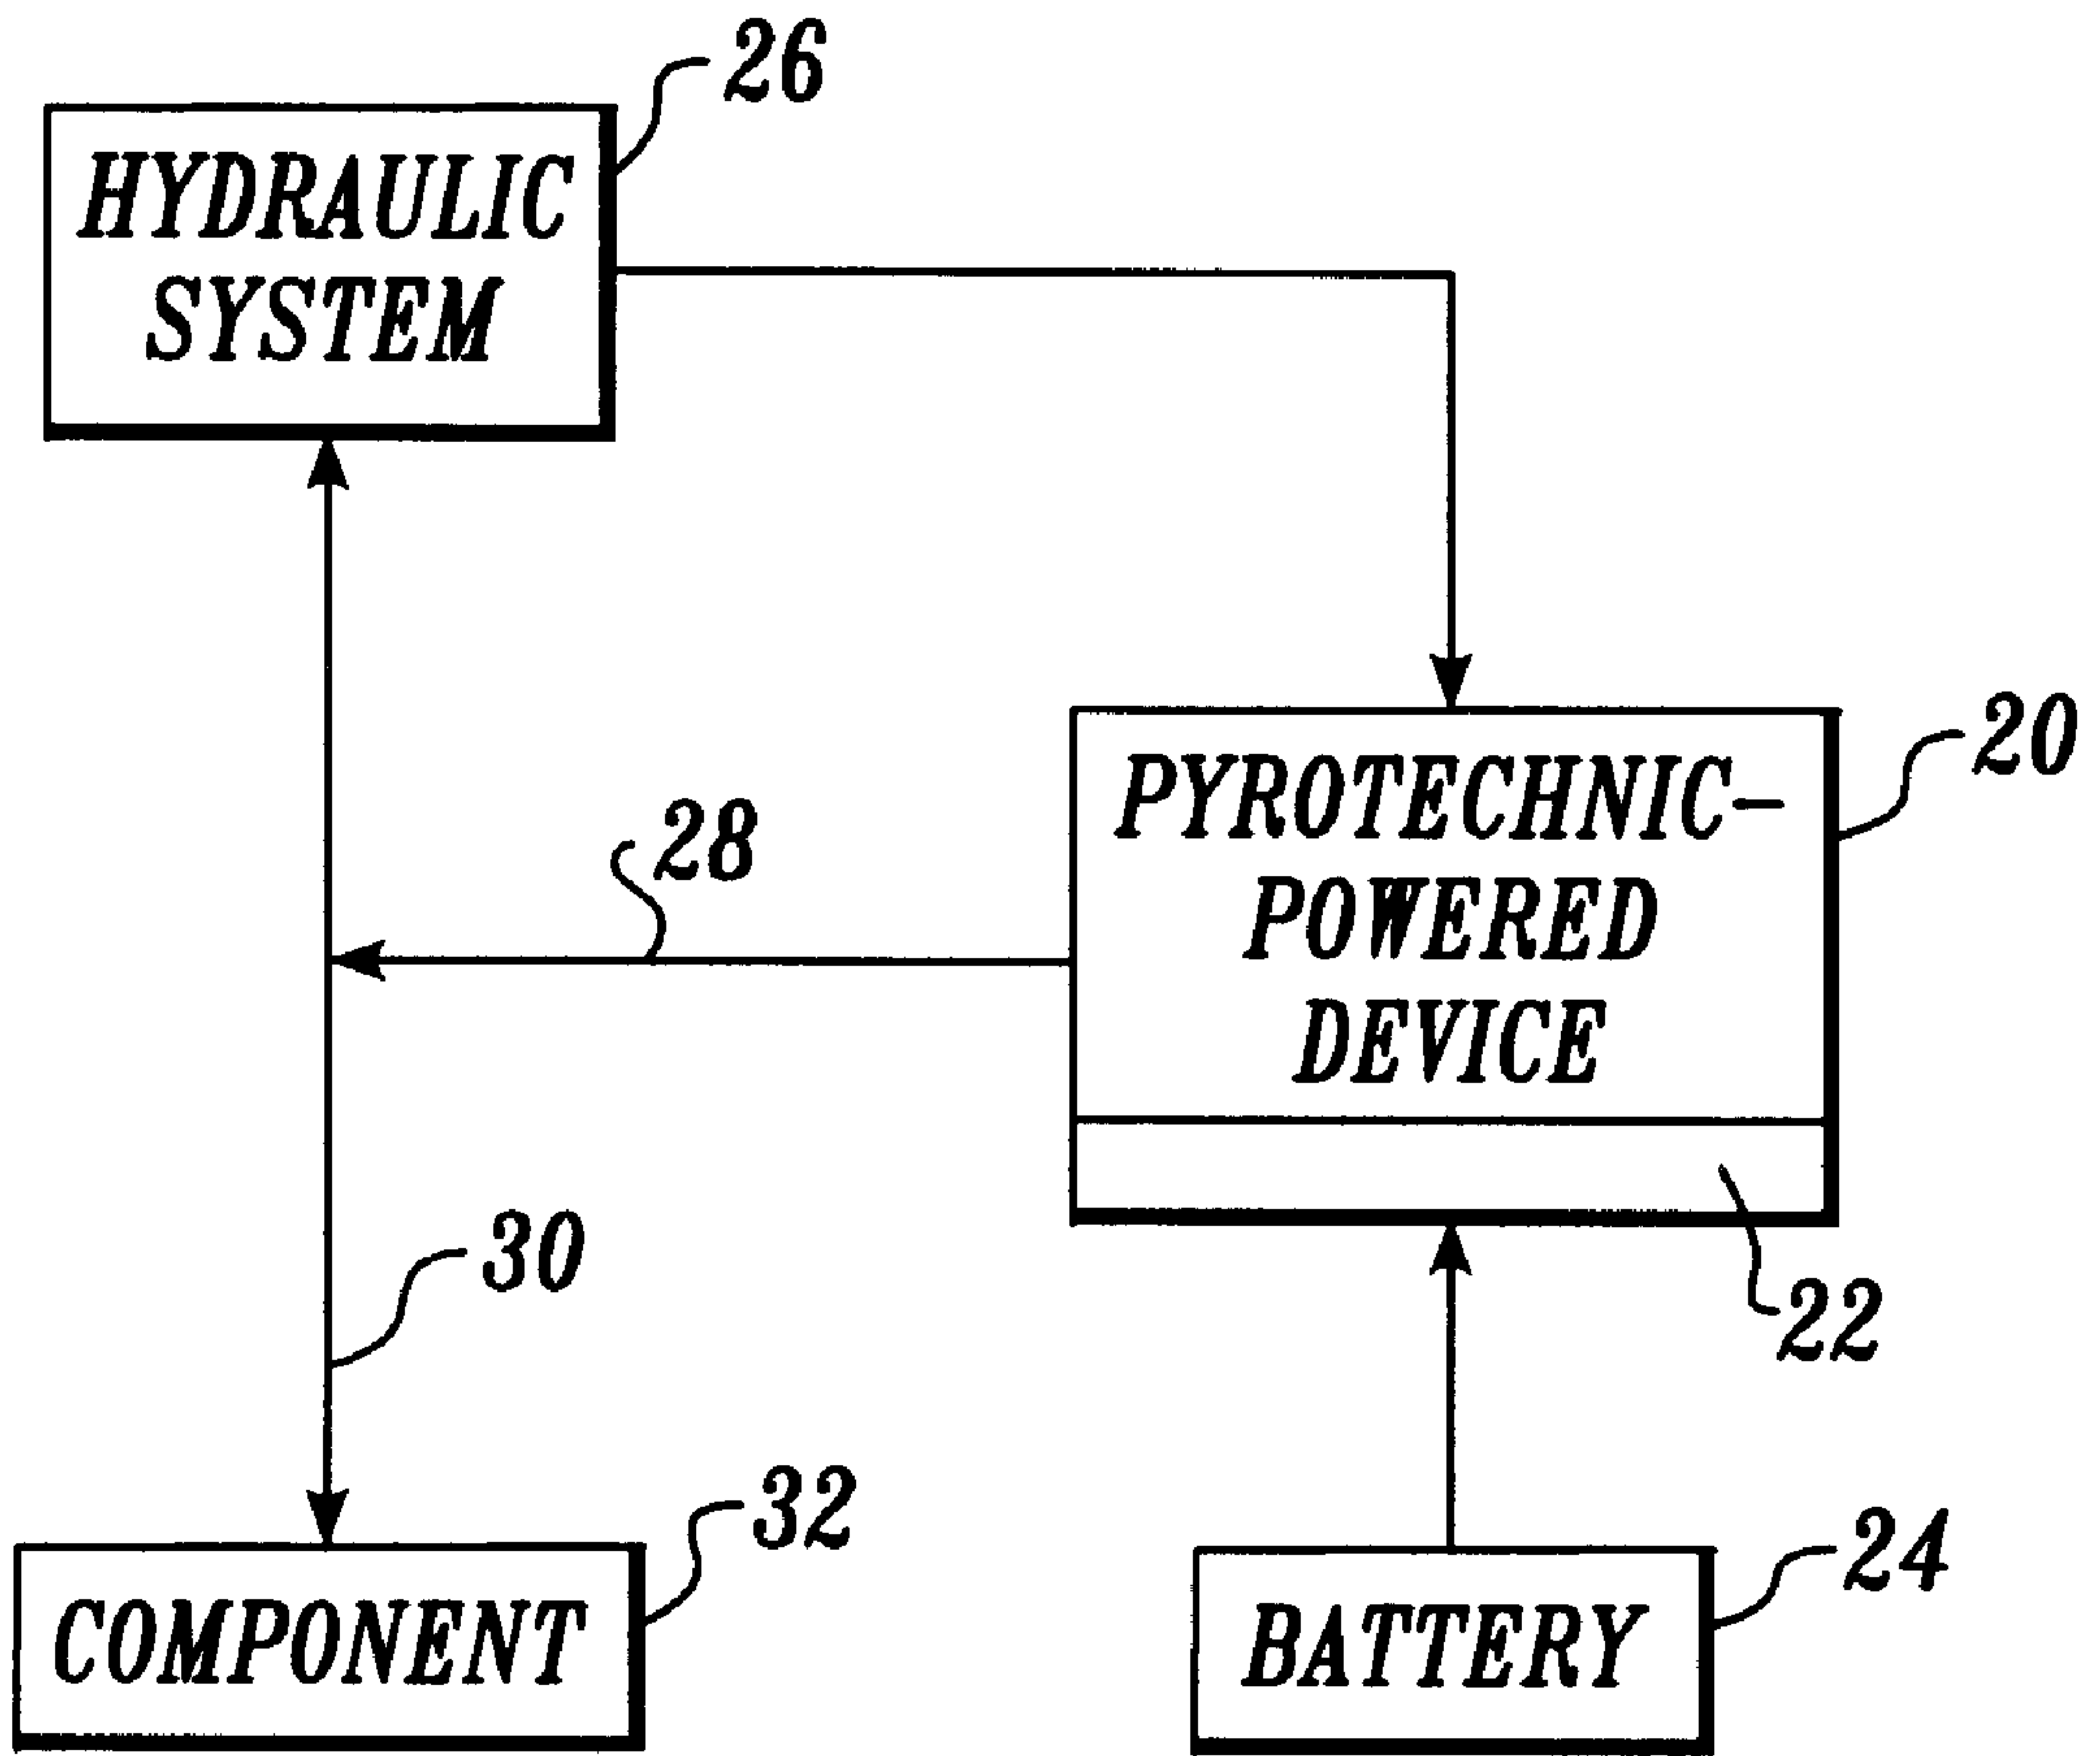 26
HYDRAULIC
SYSTEM
20
PYROTECHNIC-
POWERED
DEVICE
28
30
22
32
COMPONENT
24
BATTERY